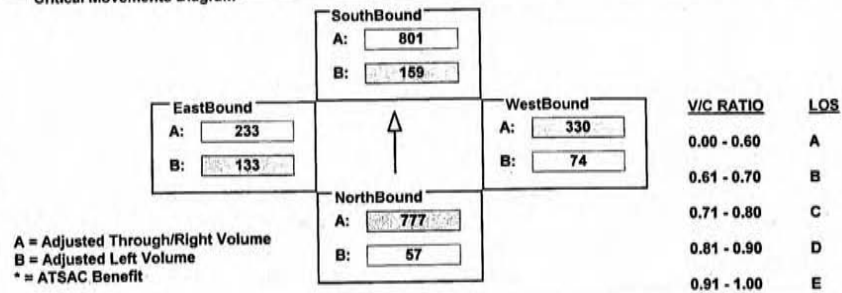 Critical Movements Diagram
SouthBound
A: 801
B: 159
EastBound
A: 233
B: 133
WestBound
A: 330
B: 74
NorthBound
A: 777
B: 57
A = Adjusted Through/Right Volume
B = Adjusted Left Volume
* = ATSAC Benefit
V/C RATIO LOS
0.00 - 0.60 A
0.61 - 0.70 B
0.71 - 0.80 C
0.81 - 0.90 D
0.91 - 1.00 E